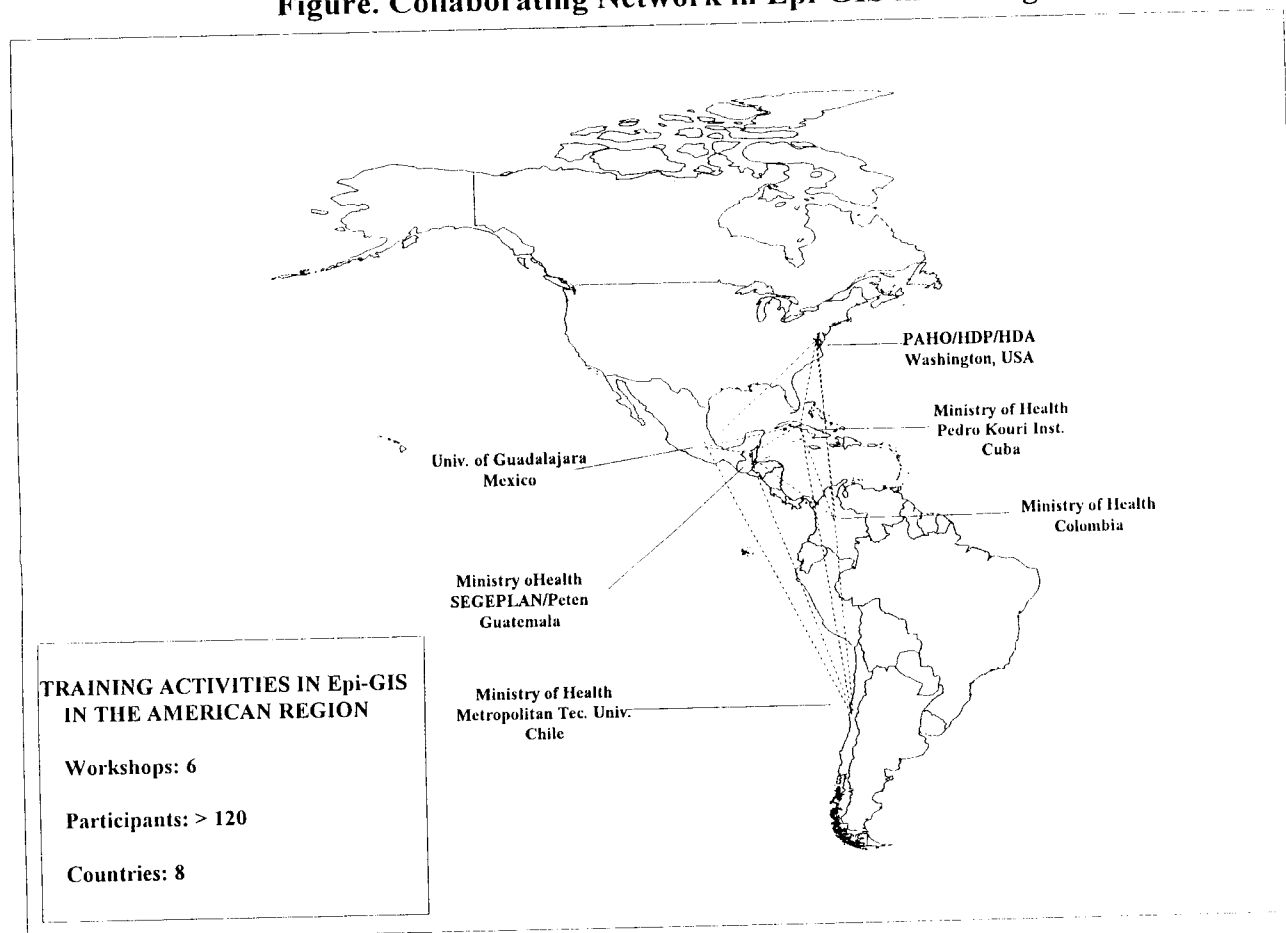 Figure. Collaborating Network in Epi-GIS
PAHO/HDP/HDA
Washington, USA
Ministry of Health
Pedro Kouri Inst.
Cuba
Univ. of Guadalajara
Mexico
Ministry of Health
Colombia
Ministry oHealth
SEGEPLAN/Peten
Guatemala
Ministry of Health
Metropolitan Tec. Univ.
Chile
TRAINING ACTIVITIES IN Epi-GIS
IN THE AMERICAN REGION
Workshops: 6
Participants: > 120
Countries: 8